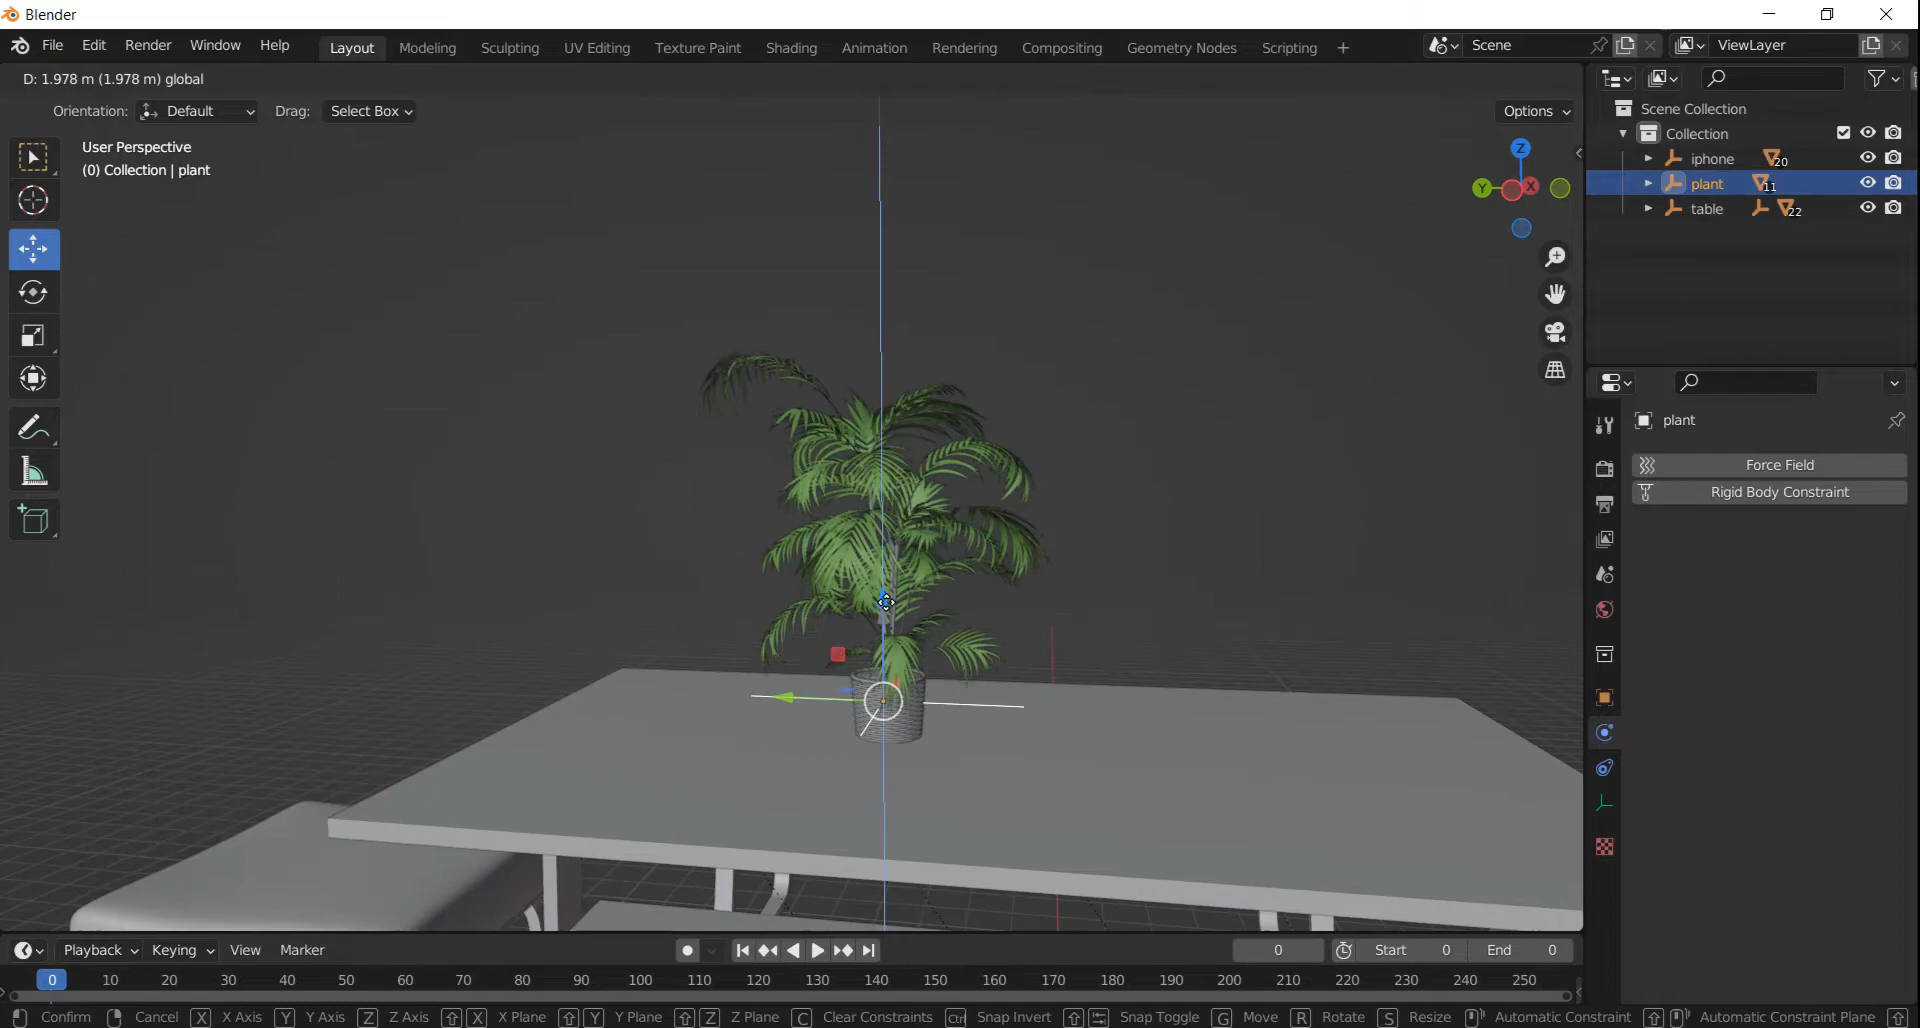 Blender
File Edit Render Window Help Layout Modeling Sculpting UV Editing Texture Paint Shading Animation Rendering Compositing Geometry Nodes Scripting + Scene ViewLayer
D: 1.978 m (1.978 m) global
Orientation: Default Drag: Select Box Options
User Perspective
(0) Collection | plant
Z
Y X
Scene Collection
Collection
iphone 20
plant 11
table 22
plant
Force Field
Rigid Body Constraint
Playback Keying View Marker 0 Start 0 End 0
0 10 20 30 40 50 60 70 80 90 100 110 120 130 140 150 160 170 180 190 200 210 220 230 240 250
Confirm Cancel X X Axis Y Y Axis Z Z Axis X X Plane Y Y Plane Z Z Plane C Clear Constraints Ctrl Snap Invert Snap Toggle G Move R Rotate S Resize Automatic Constraint Automatic Constraint Plane